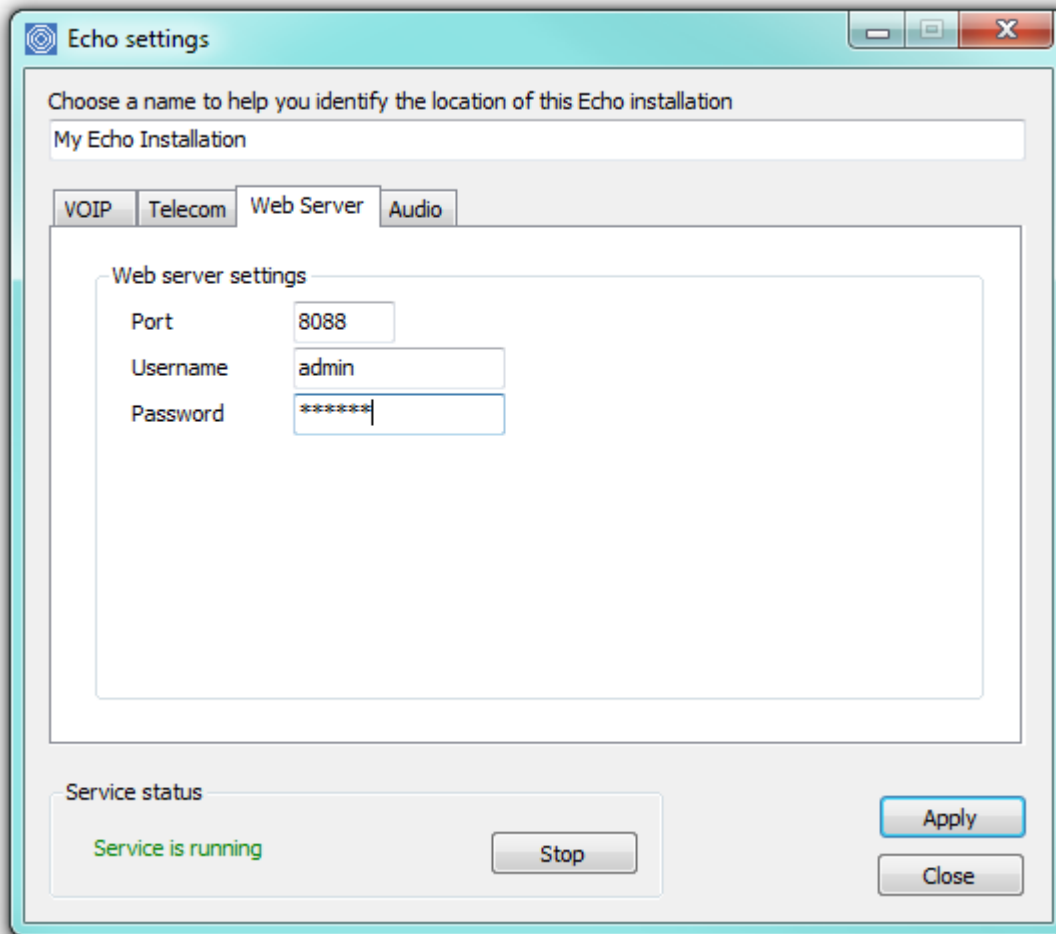 Echo settings
Choose a name to help you identify the location of this Echo installation
My Echo Installation
VOIP Telecom Web Server Audio
Web server settings
Port 8088
Username admin
Password ******
Service status
Service is running Stop
Apply
Close